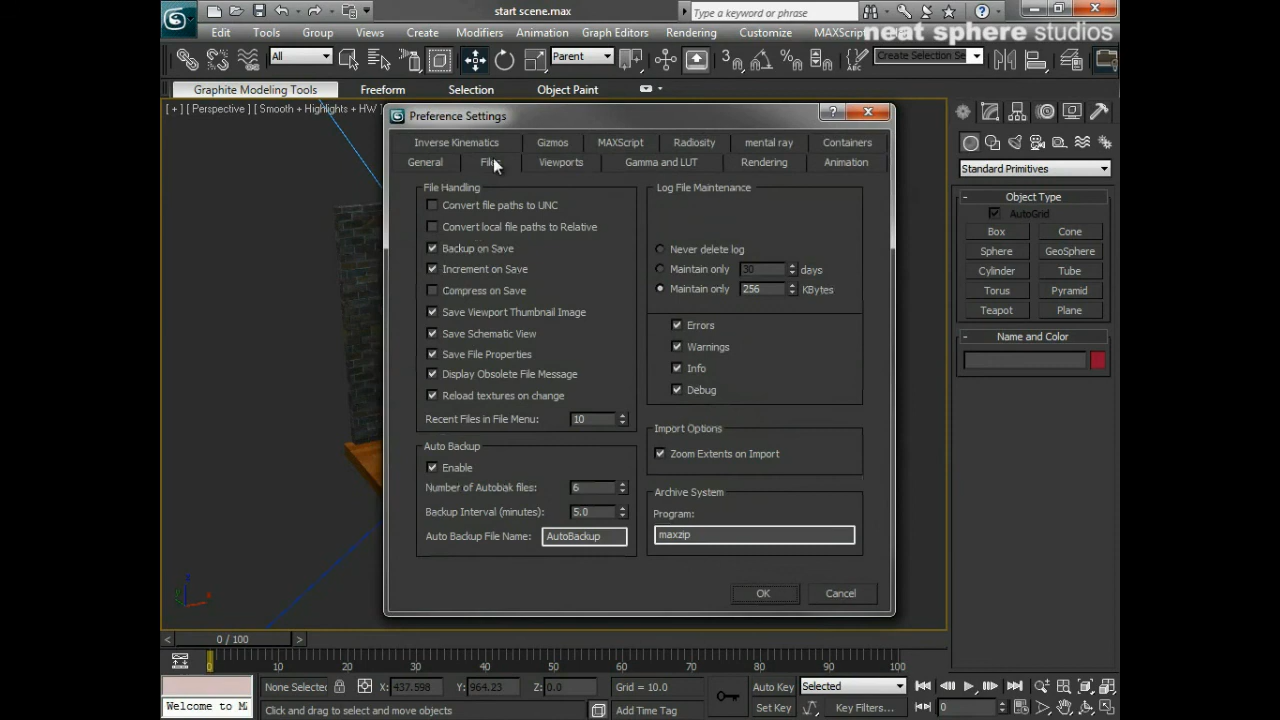 start scene.max
Type a keyword or phrase
Edit Tools Group Views Create Modifiers Animation Graph Editors Rendering Customize MAXScript
neat sphere studios
All
Parent
Create Selection Se
Graphite Modeling Tools Freeform Selection Object Paint
[ + ] [ Perspective ] [ Smooth + Highlights + HW
Preference Settings
Inverse Kinematics Gizmos MAXScript Radiosity mental ray Containers
General Files Viewports Gamma and LUT Rendering Animation
File Handling
Convert file paths to UNC
Convert local file paths to Relative
Backup on Save
Increment on Save
Compress on Save
Save Viewport Thumbnail Image
Save Schematic View
Save File Properties
Display Obsolete File Message
Reload textures on change
Recent Files in File Menu: 10
Auto Backup
Enable
Number of Autobak files: 6
Backup Interval (minutes): 5.0
Auto Backup File Name: AutoBackup
Log File Maintenance
Never delete log
Maintain only 30 days
Maintain only 256 KBytes
Errors
Warnings
Info
Debug
Import Options
Zoom Extents on Import
Archive System
Program:
maxzip
OK Cancel
Standard Primitives
- Object Type
AutoGrid
Box Cone
Sphere GeoSphere
Cylinder Tube
Torus Pyramid
Teapot Plane
- Name and Color
z
x
< 0 / 100 >
0 10 20 30 40 50 60 70 80 90 100
None Selected X: 437.598 Y: 964.23 Z: 0.0 Grid = 10.0 Auto Key Selected
Welcome to M Click and drag to select and move objects Add Time Tag Set Key Key Filters... 0